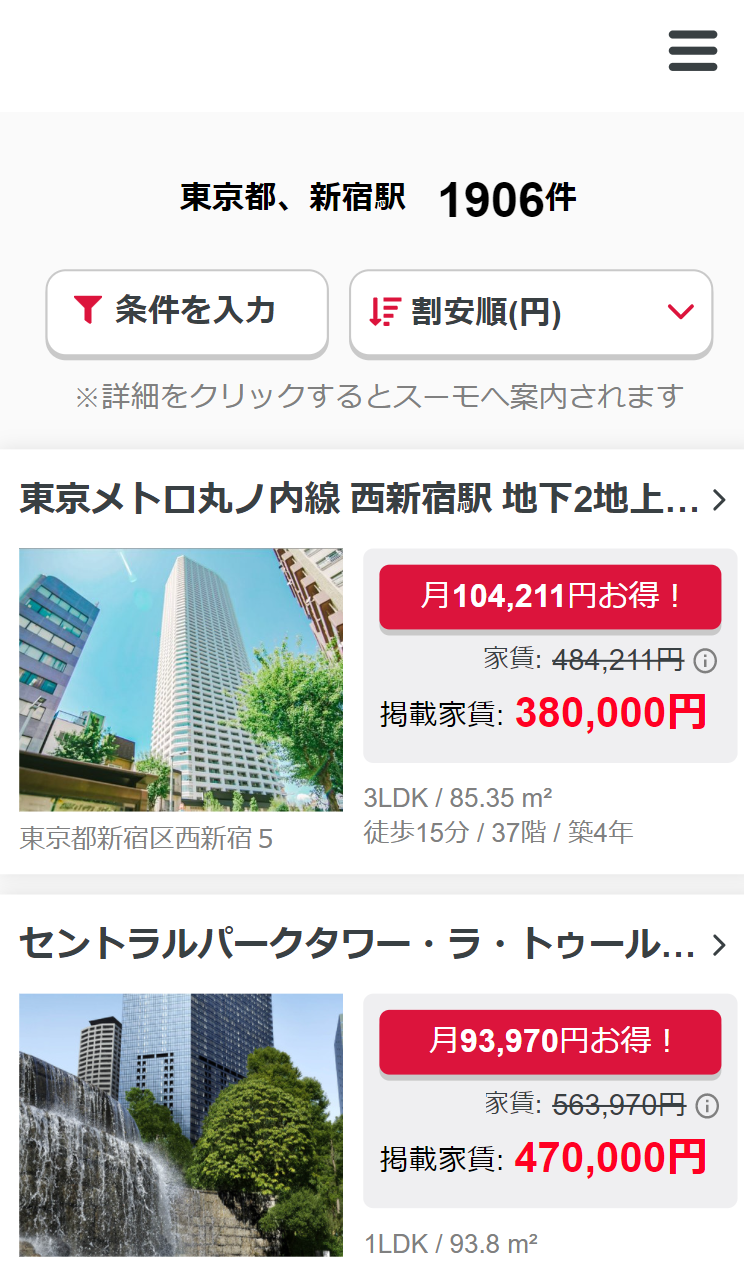 東京都、新宿駅 1906件
条件を入力 割安順(円)
※詳細をクリックするとスーモへ案内されます
東京メトロ丸ノ内線 西新宿駅 地下2地上...
月104,211円お得！
家賃: 484,211円
掲載家賃: 380,000円
3LDK / 85.35 m²
徒歩15分 / 37階 / 築4年
東京都新宿区西新宿５
セントラルパークタワー・ラ・トゥール...
月93,970円お得！
家賃: 563,970円
掲載家賃: 470,000円
1LDK / 93.8 m²